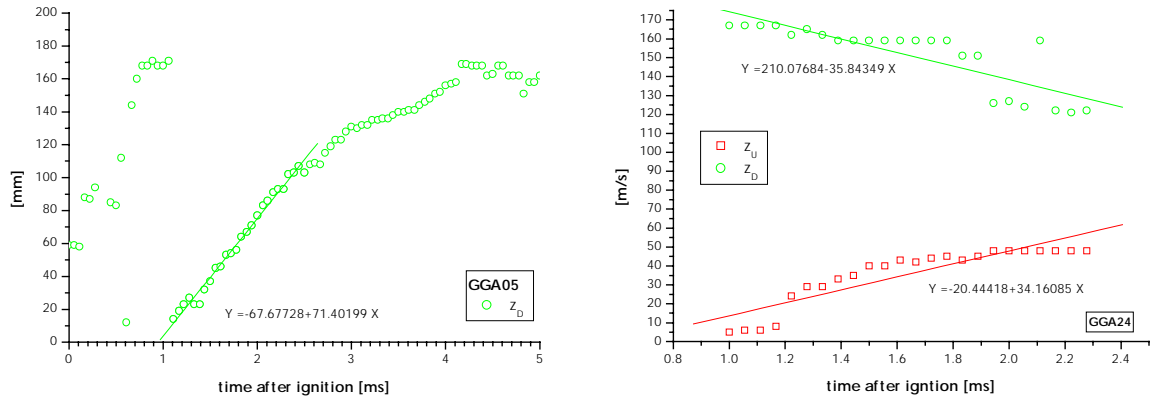 200
180
160
140
120
100
80
60
40
20
0
[mm]
Y =-67.67728+71.40199 X
GGA05
Z_D
0 1 2 3 4 5
time after ignition [ms]
170
160
150
140
130
120
110
100
90
80
70
60
50
40
30
20
10
0
[m/s]
Y =210.07684-35.84349 X
Z_U
Z_D
Y =-20.44418+34.16085 X
GGA24
0.8 1.0 1.2 1.4 1.6 1.8 2.0 2.2 2.4
time after igntion [ms]